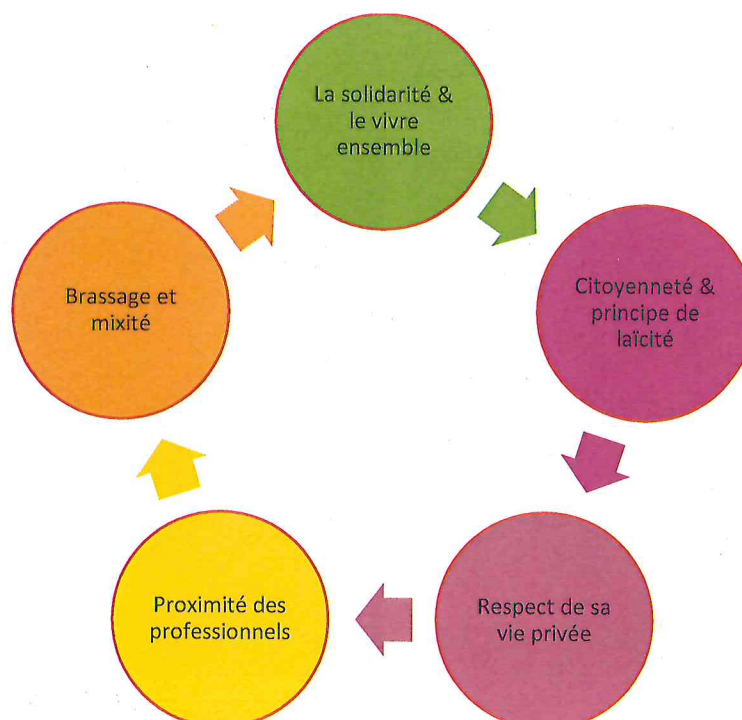 La solidarité &
le vivre
ensemble
Citoyenneté &
principe de
laïcité
Respect de sa
vie privée
Proximité des
professionnels
Brassage et
mixité